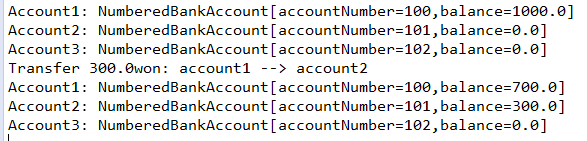 Account1: NumberedBankAccount[accountNumber=100,balance=1000.0]
Account2: NumberedBankAccount[accountNumber=101,balance=0.0]
Account3: NumberedBankAccount[accountNumber=102,balance=0.0]
Transfer 300.0won: account1 --> account2
Account1: NumberedBankAccount[accountNumber=100,balance=700.0]
Account2: NumberedBankAccount[accountNumber=101,balance=300.0]
Account3: NumberedBankAccount[accountNumber=102,balance=0.0]